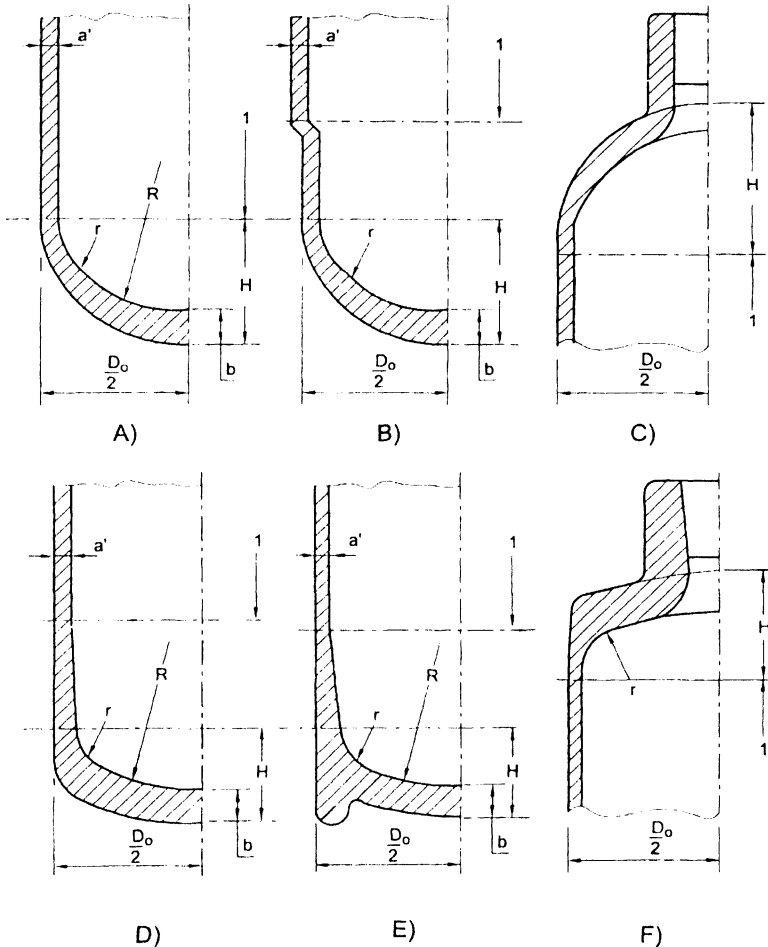 a'
1
R
r
H
b
D₀/2
A)
a'
1
r
H
b
D₀/2
B)
H
1
D₀/2
C)
a'
1
R
r
H
b
D₀/2
D)
a'
1
R
r
H
b
D₀/2
E)
H
r
1
D₀/2
F)